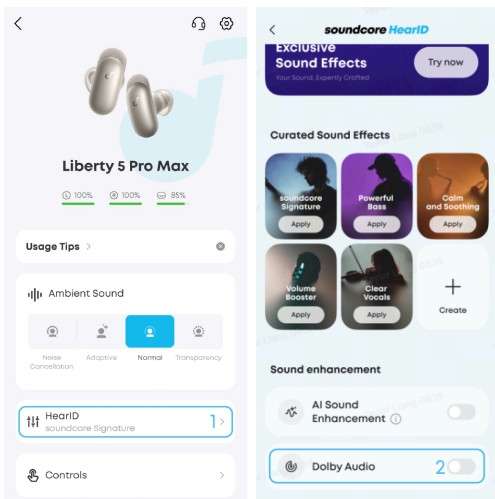 Liberty 5 Pro Max
L 100%
R 100%
85%
Usage Tips
Ambient Sound
Noise
Cancellation
Adaptive
Normal
Transparency
HearID
soundcore Signature
1
Controls
soundcore HearID
Exclusive
Sound Effects
Your Sound, Expertly Crafted
Try now
Curated Sound Effects
soundcore
Signature
Apply
Powerful
Bass
Apply
Calm
and Soothing
Apply
Volume
Booster
Apply
Clear
Vocals
Apply
Create
Sound enhancement
AI Sound
Enhancement
Dolby Audio
2